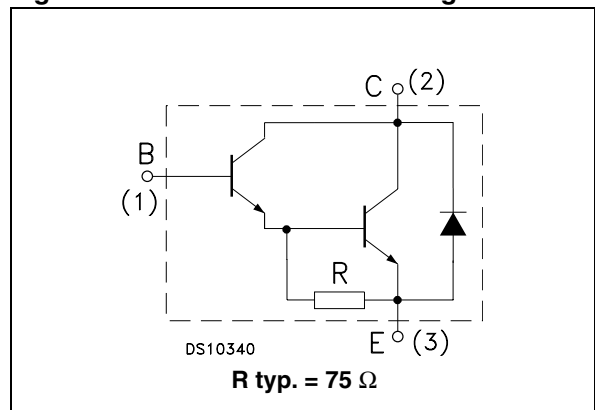 C (2)
B
(1)
R
DS10340
E (3)
R typ. = 75 Ω